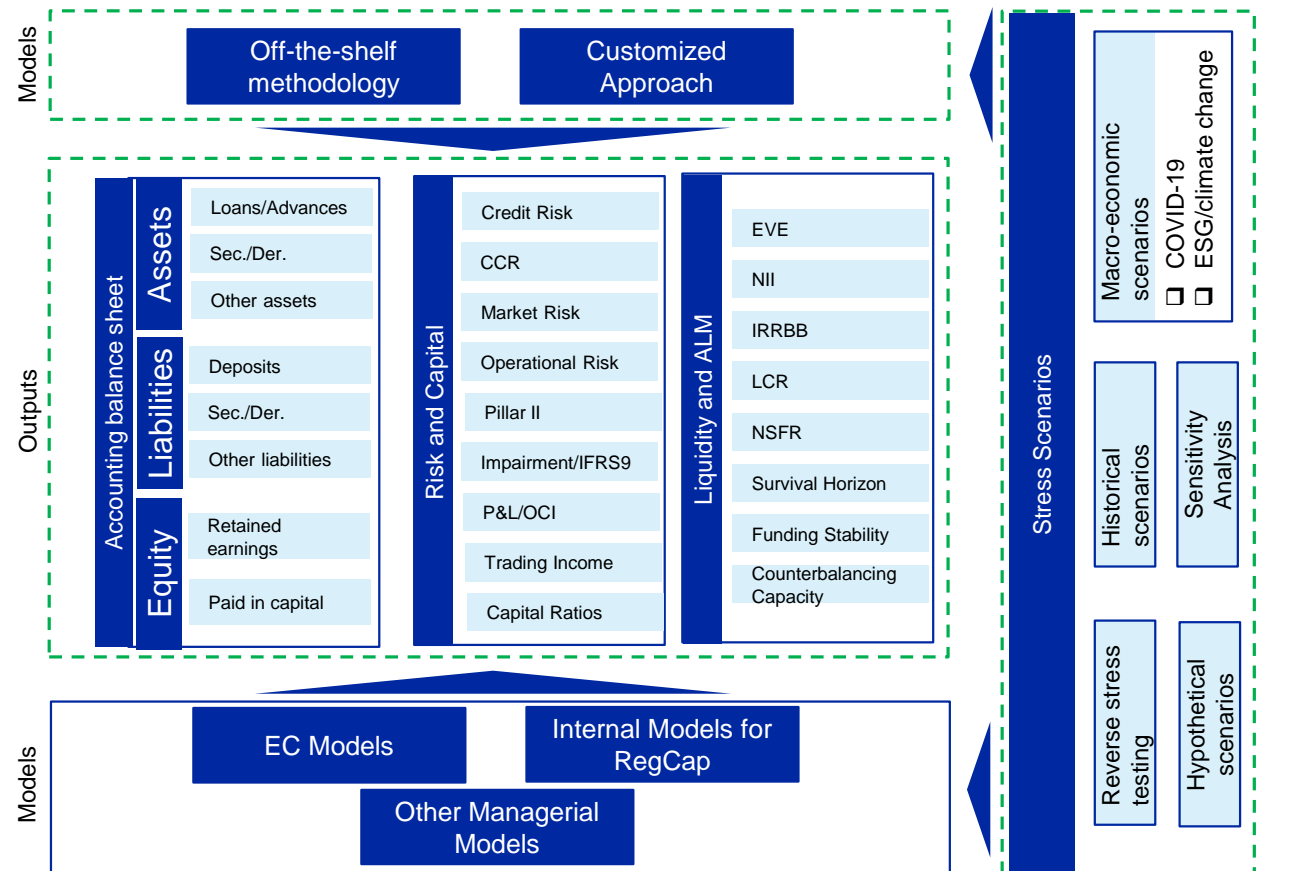 Models
Off-the-shelf
methodology
Customized
Approach
Outputs
Accounting balance sheet
Assets
Loans/Advances
Sec./Der.
Other assets
Liabilities
Deposits
Sec./Der.
Other liabilities
Equity
Retained
earnings
Paid in capital
Risk and Capital
Credit Risk
CCR
Market Risk
Operational Risk
Pillar II
Impairment/IFRS9
P&L/OCI
Trading Income
Capital Ratios
Liquidity and ALM
EVE
NII
IRRBB
LCR
NSFR
Survival Horizon
Funding Stability
Counterbalancing
Capacity
Models
EC Models
Internal Models for
RegCap
Other Managerial
Models
Stress Scenarios
Macro-economic
scenarios
❑ COVID-19
❑ ESG/climate change
Historical
scenarios
Sensitivity
Analysis
Reverse stress
testing
Hypothetical
scenarios